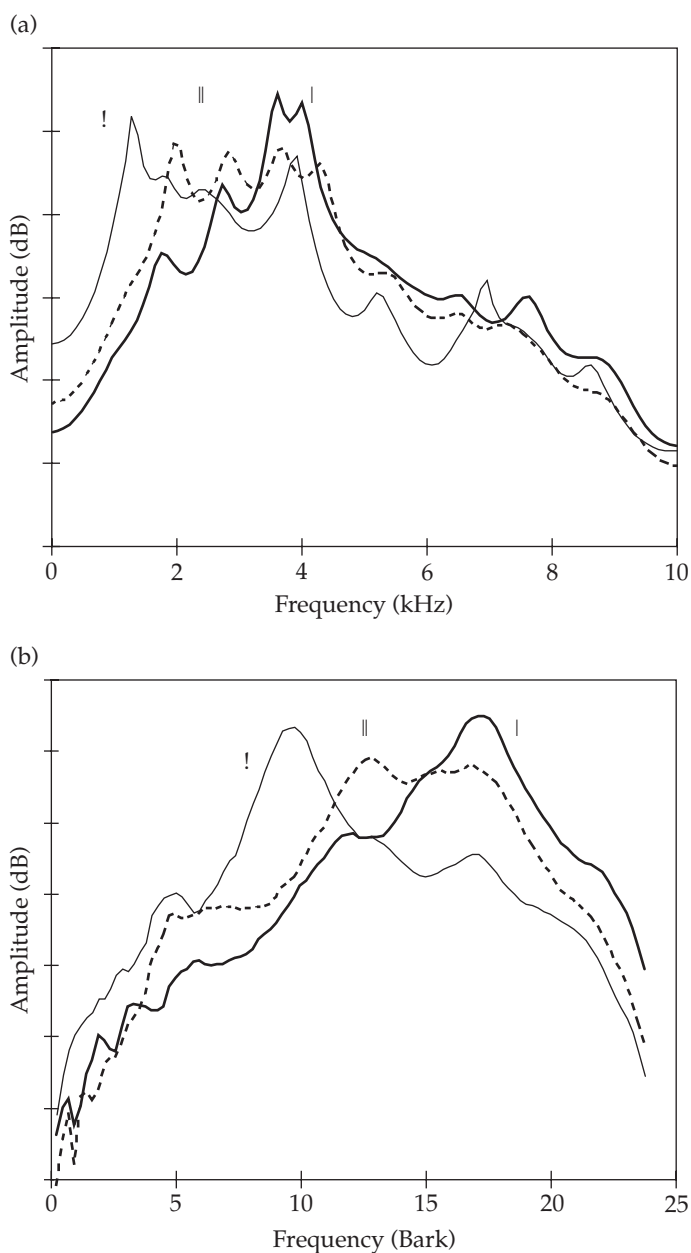 (a)
! ǁ ǀ
Amplitude (dB)
0 2 4 6 8 10
Frequency (kHz)
(b)
ǁ ǀ
!
Amplitude (dB)
0 5 10 15 20 25
Frequency (Bark)